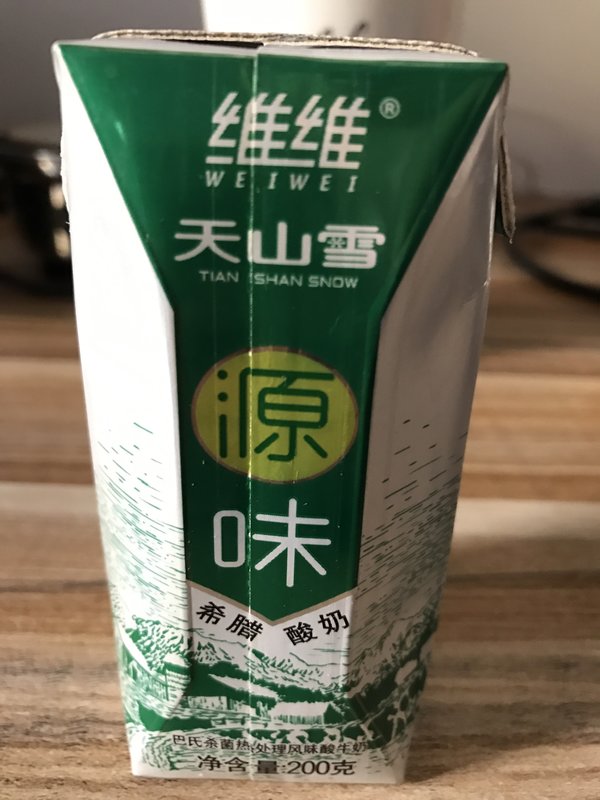 维维®
WEIWEI
天山雪
TIAN SHAN SNOW
源
味
希腊 酸奶
巴氏杀菌热处理风味酸牛奶
净含量:200克